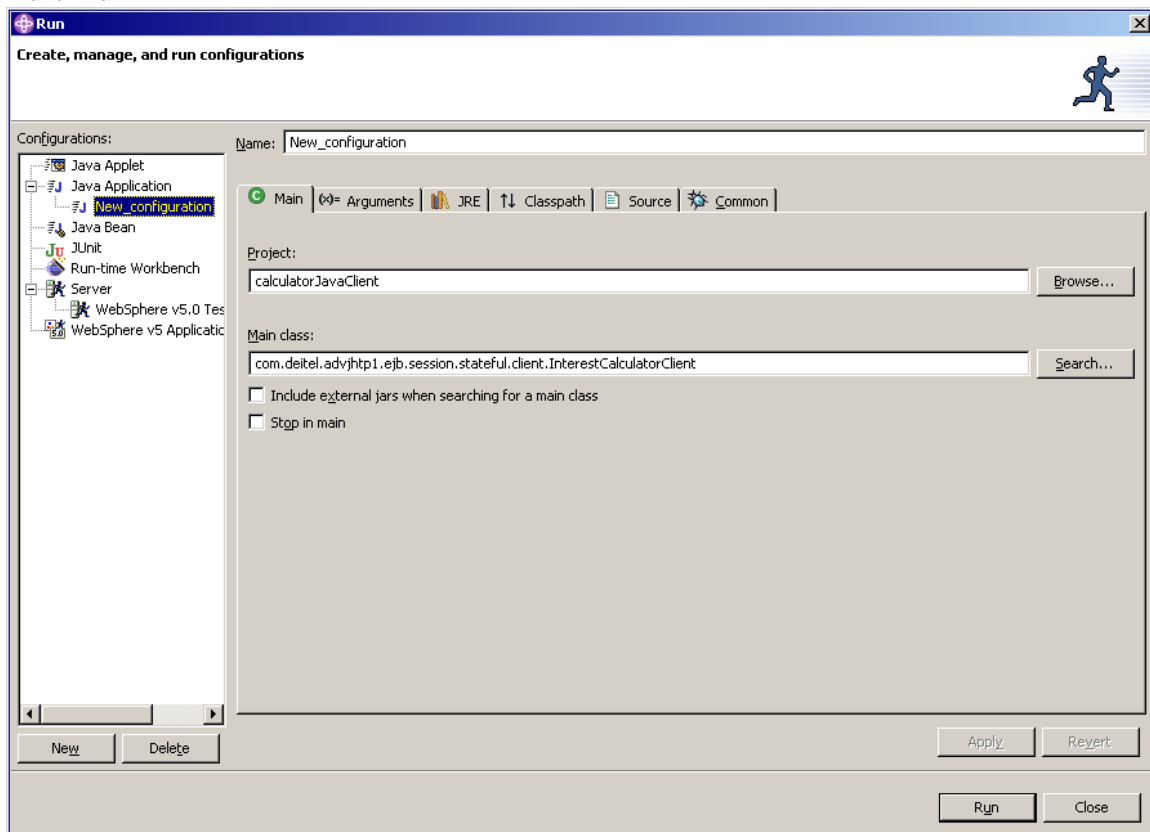 Run
Create, manage, and run configurations
Configurations:
Name: New_configuration
Java Applet
Java Application
New_configuration
Java Bean
JUnit
Run-time Workbench
Server
WebSphere v5.0 Tes
WebSphere v5 Applicatic
Main (x)= Arguments JRE Classpath Source Common
Project:
calculatorJavaClient Browse...
Main class:
com.deitel.advjhtp1.ejb.session.stateful.client.InterestCalculatorClient Search...
Include external jars when searching for a main class
Stop in main
New Delete Apply Revert
Run Close